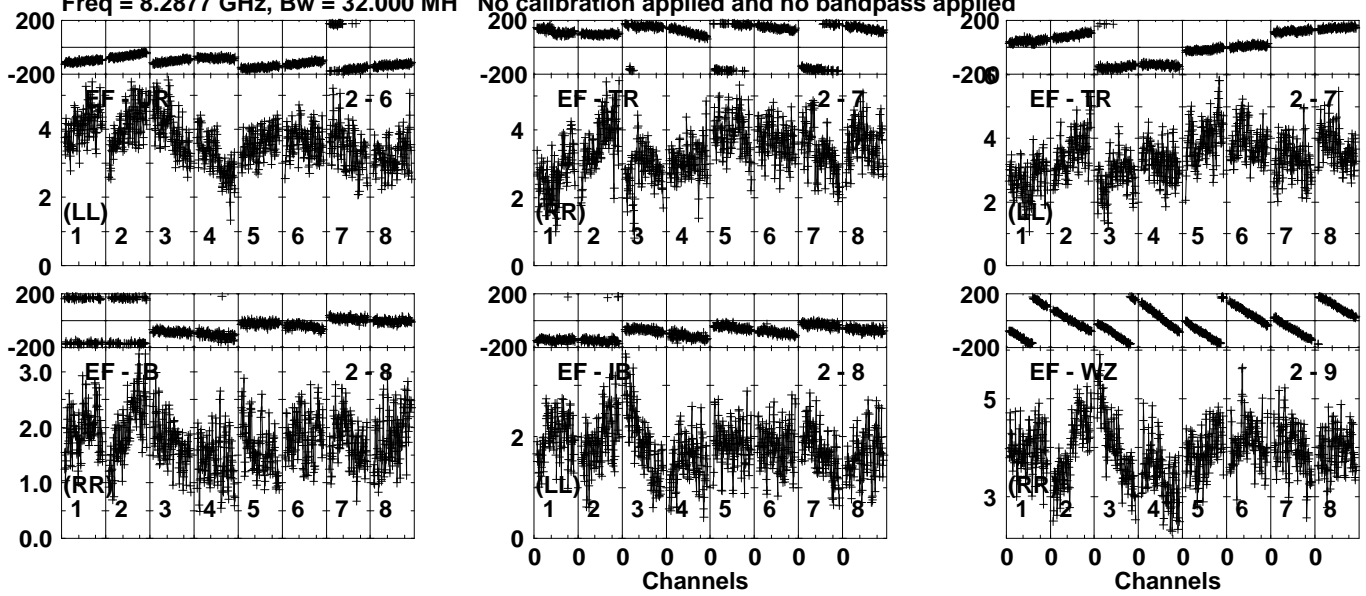 Freq = 8.2877 GHz, Bw = 32.000 MH No calibration applied and no bandpass applied
200
-200
EF - UR 2 - 6
4
2
(LL)
1 2 3 4 5 6 7 8
0
200
-200
EF - TR 2 - 7
4
2
(RR)
1 2 3 4 5 6 7 8
0
200
-200
6
EF - TR 2 - 7
4
2
(LL)
1 2 3 4 5 6 7 8
0
200
-200
3.0
EF - IB 2 - 8
2.0
1.0
(RR)
1 2 3 4 5 6 7 8
0.0
200
-200
EF - IB 2 - 8
2
(LL)
1 2 3 4 5 6 7 8
0
0 0 0 0 0 0 0 0
Channels
200
-200
EF - WZ 2 - 9
5
3
(RR)
1 2 3 4 5 6 7 8
0 0 0 0 0 0 0 0
Channels